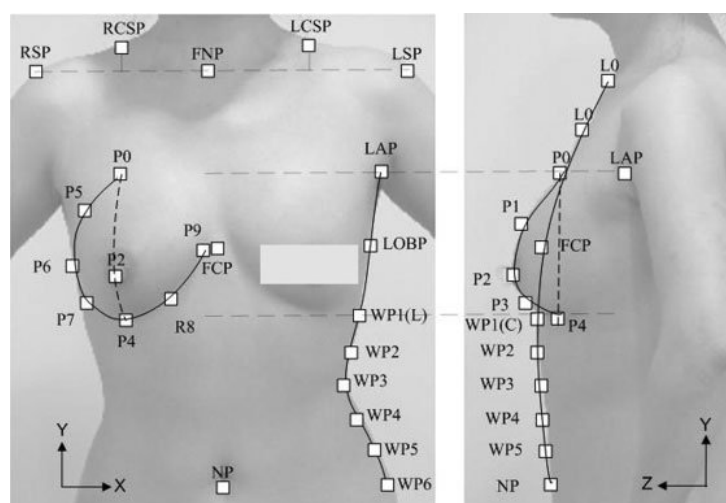 RCSP LCSP
RSP FNP LSP
P0 LAP
P5
P9
P6 P2 FCP LOBP
P7
P4 R8 WP1(L)
WP2
WP3
WP4
WP5
NP WP6
Y
X
L0
L0
P0 LAP
P1
FCP
P2
P3
WP1(C) P4
WP2
WP3
WP4
WP5
NP
Y
Z